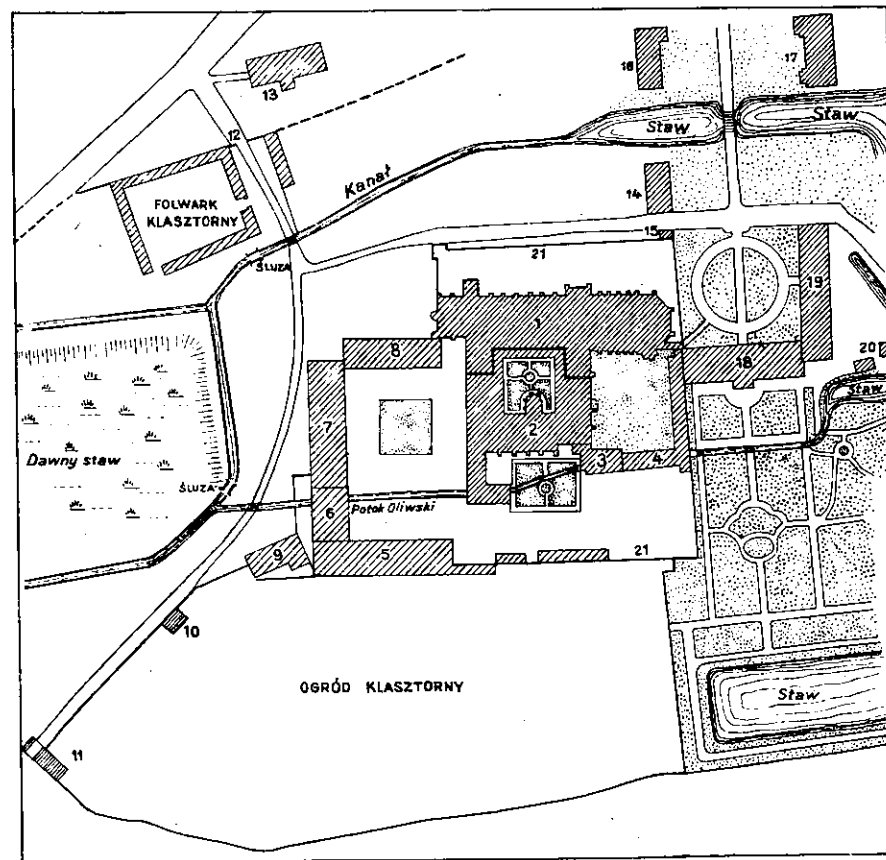 16
17
13
Staw
Staw
12
Kanał
FOLWARK
KLASZTORNY
14
15
ŚLUZA
21
19
1
8
20
18
Staw
7
2
Dawny staw
3
4
ŚLUZA
Potok Oliwski
6
9
5
21
10
OGRÓD KLASZTORNY
Staw
11